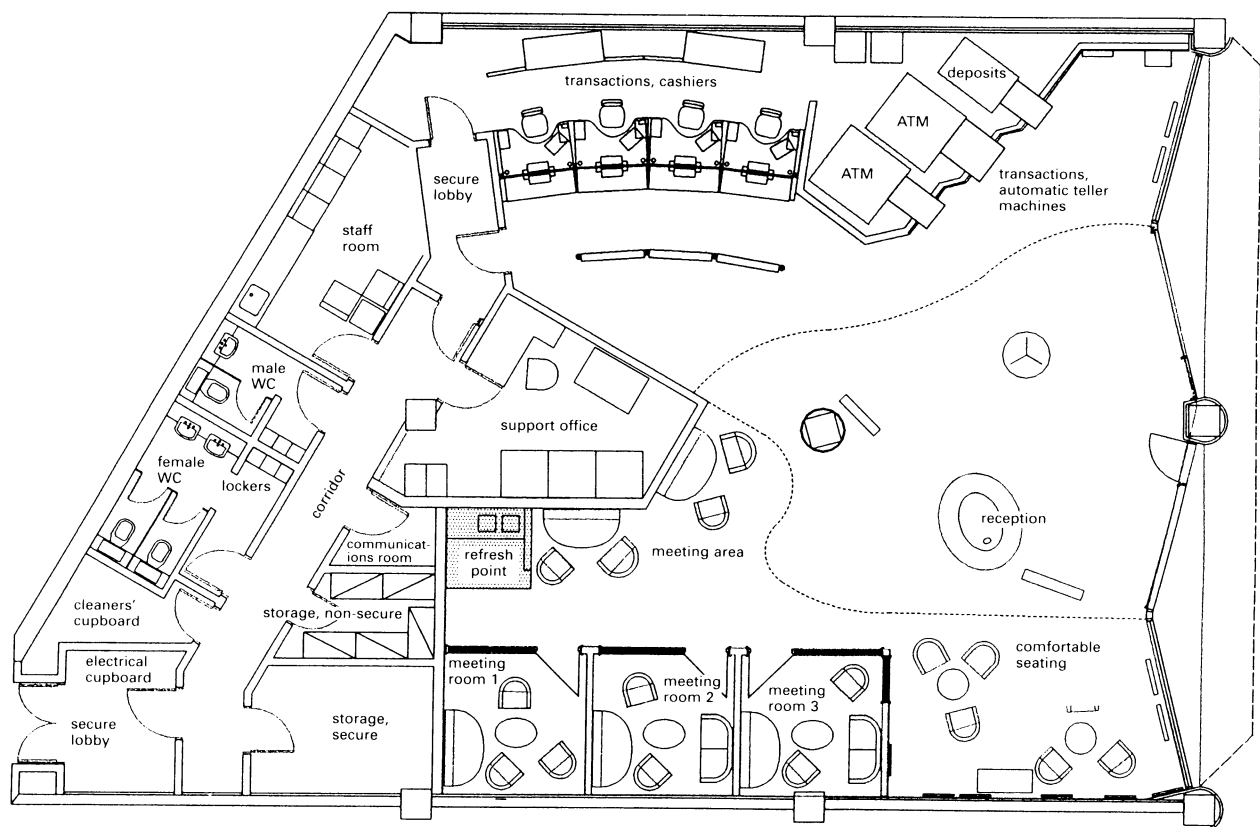 deposits
transactions, cashiers
ATM
ATM
transactions,
automatic teller
machines
secure
lobby
staff
room
male
WC
support office
female
WC
lockers
corridor
reception
communicat-
ions room
refresh
point
meeting area
cleaners'
cupboard
storage, non-secure
electrical
cupboard
meeting
room 1
meeting
room 2
meeting
room 3
comfortable
seating
secure
lobby
storage,
secure